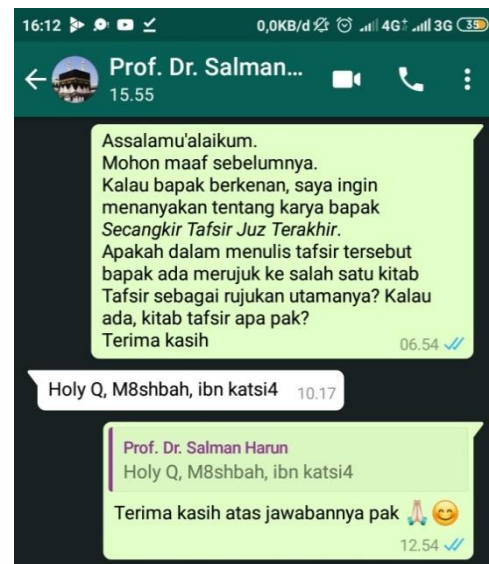 16:12 0,0KB/d 4G+ 3G 35
Prof. Dr. Salman...
15.55
Assalamu'alaikum.
Mohon maaf sebelumnya.
Kalau bapak berkenan, saya ingin
menanyakan tentang karya bapak
Secangkir Tafsir Juz Terakhir.
Apakah dalam menulis tafsir tersebut
bapak ada merujuk ke salah satu kitab
Tafsir sebagai rujukan utamanya? Kalau
ada, kitab tafsir apa pak?
Terima kasih 06.54
Holy Q, M8shbah, ibn katsi4 10.17
Prof. Dr. Salman Harun
Holy Q, M8shbah, ibn katsi4
Terima kasih atas jawabannya pak 🙏😊
12.54